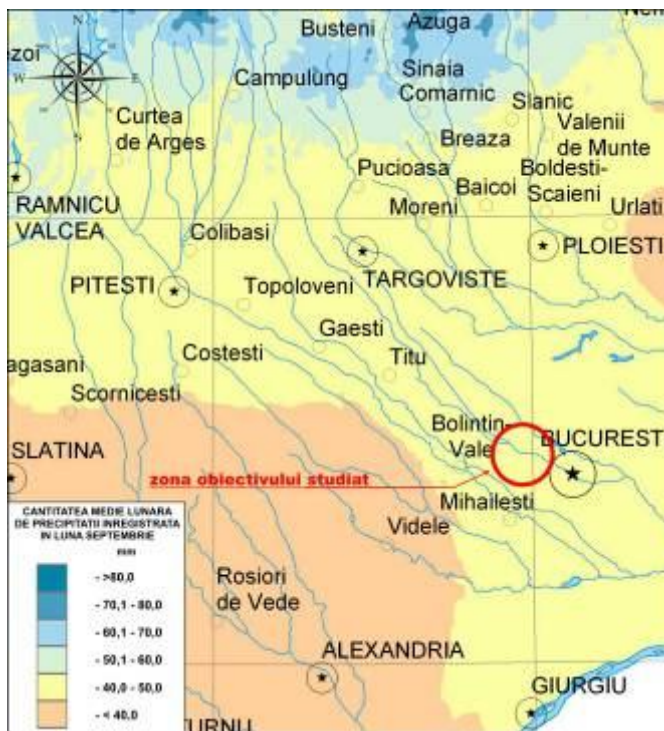 Busteni
Azuga
N
W
E
S
Campulung
Sinaia
Comarnic
Slanic
Curtea
de Arges
Breaza
Valenii
de Munte
Pucioasa
Baicoi
Boldesti-
Scaieni
RAMNICU
VALCEA
Moreni
Urlati
Colibasi
PLOIESTI
TARGOVISTE
PITESTI
Topoloveni
Gaesti
Titu
Costesti
agasani
Scornicesti
Bolintin-
Vale
BUCUREST
SLATINA
zona obiectivului studiat
Mihailesti
CANTITATEA MEDIE LUNARA
DE PRECIPITATII INREGISTRATA
IN LUNA SEPTEMBRIE
mm
- >80,0
- 70,1 - 80,0
- 60,1 - 70,0
- 50,1 - 60,0
- 40,0 - 50,0
- < 40,0
Videle
Rosiori
de Vede
ALEXANDRIA
GIURGIU
TURNU